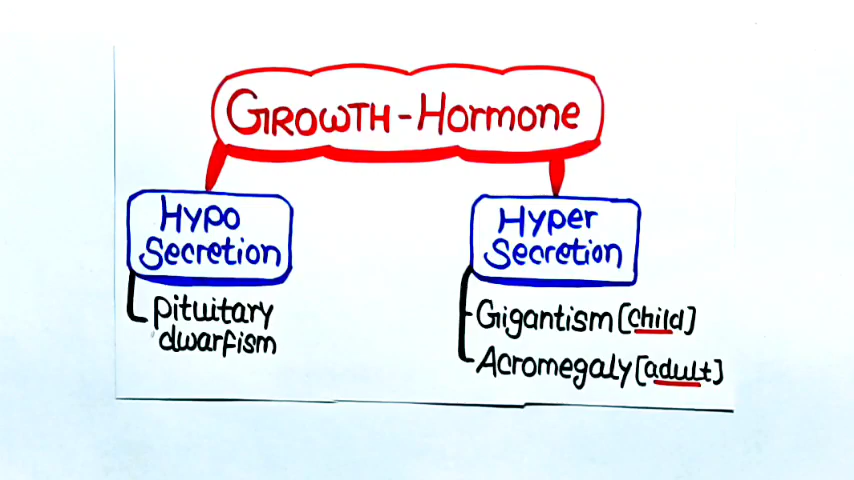 GROWTH-Hormone
Hypo
Secretion
pituitary
dwarfism
Hyper
Secretion
Gigantism [child]
Acromegaly [adult]